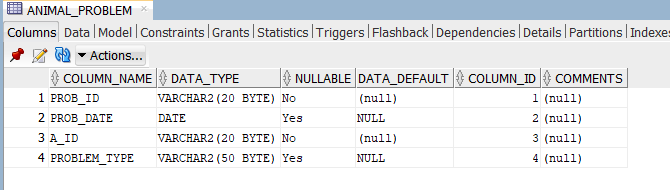 ANIMAL_PROBLEM
Columns Data Model Constraints Grants Statistics Triggers Flashback Dependencies Details Partitions Indexes
Actions...
COLUMN_NAME DATA_TYPE NULLABLE DATA_DEFAULT COLUMN_ID COMMENTS
1 PROB_ID VARCHAR2(20 BYTE) No (null) 1 (null)
2 PROB_DATE DATE Yes NULL 2 (null)
3 A_ID VARCHAR2(20 BYTE) No (null) 3 (null)
4 PROBLEM_TYPE VARCHAR2(50 BYTE) Yes NULL 4 (null)